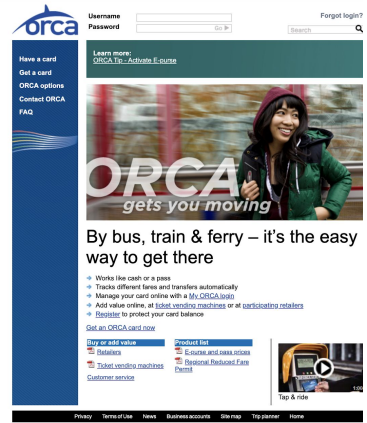 orca
Username
Password
Go
Forgot login?
Search
Have a card
Get a card
ORCA options
Contact ORCA
FAQ
Learn more:
ORCA Tip - Activate E-purse
ORCA
gets you moving
By bus, train & ferry – it's the easy
way to get there
Works like cash or a pass
Tracks different fares and transfers automatically
Manage your card online with a My ORCA login
Add value online, at ticket vending machines or at participating retailers
Register to protect your card balance
Get an ORCA card now
Buy or add value
Retailers
Ticket vending machines
Customer service
Product list
E-purse and pass prices
Regional Reduced Fare
Permit
1:00
Tap & ride
Privacy Terms of Use News Business accounts Site map Trip planner Home